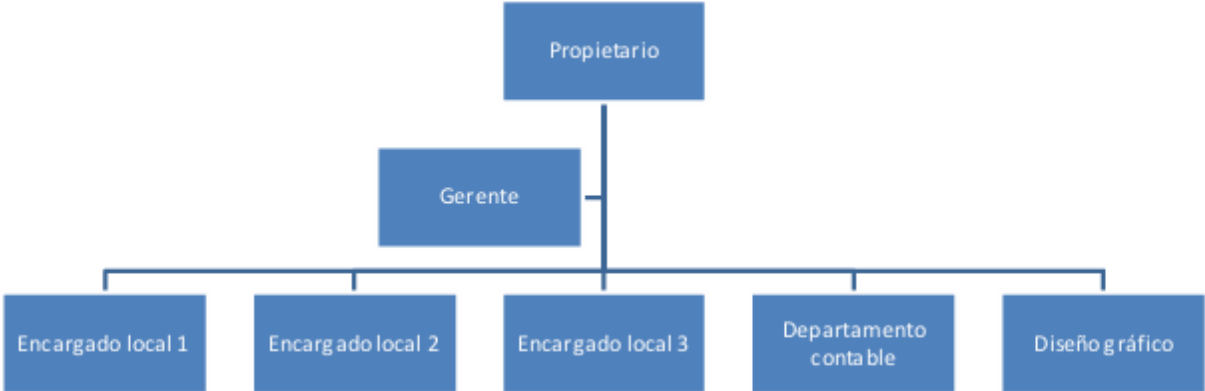 Propietario
Gerente
Encargado local 1
Encargado local 2
Encargado local 3
Departamento
contable
Diseño gráfico